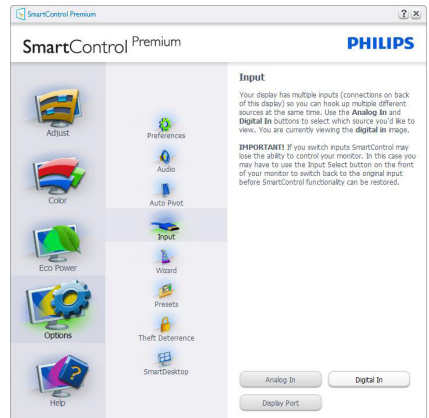 SmartControl Premium
SmartControl Premium
PHILIPS
Adjust
Color
Eco Power
Options
Help
Preferences
Audio
Auto Pivot
Input
Wizard
Presets
Theft Deterrence
SmartDesktop
Input
Your display has multiple inputs (connections on back
of this display) so you can hook up multiple different
sources at the same time. Use the Analog In and
Digital In buttons to select which source you'd like to
view. You are currently viewing the digital in image.
IMPORTANT! If you switch inputs SmartControl may
lose the ability to control your monitor. In this case you
may have to use the Input Select button on the front
of your monitor to switch back to the original input
before SmartControl functionality can be restored.
Analog In
Digital In
Display Port